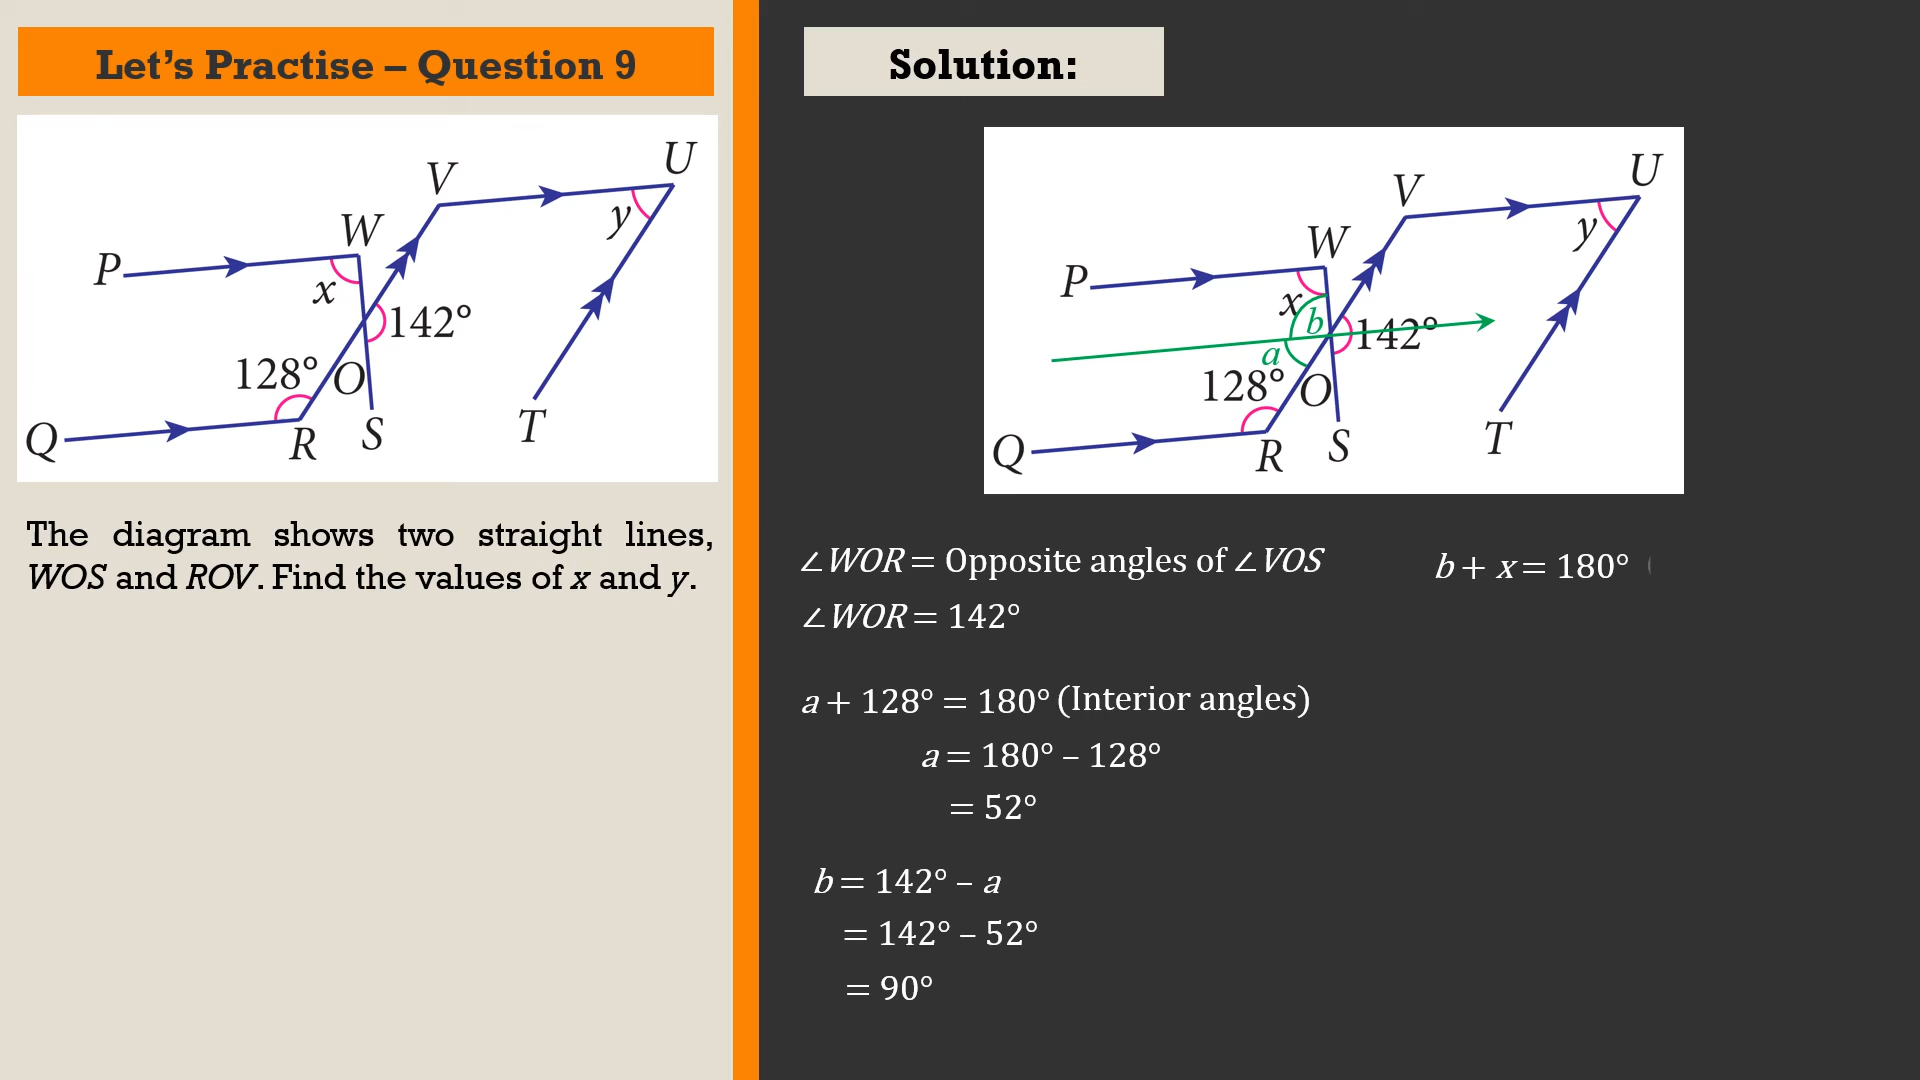 Let's Practise – Question 9
U
V
W
P
y
x
142°
128°
O
Q
R
S
T
The diagram shows two straight lines,
WOS and ROV. Find the values of x and y.
Solution:
U
V
W
P
y
x
b
142°
a
128°
O
Q
R
S
T
∠WOR = Opposite angles of ∠VOS
∠WOR = 142°
a + 128° = 180° (Interior angles)
a = 180° – 128°
= 52°
b = 142° – a
= 142° – 52°
= 90°
b + x = 180°